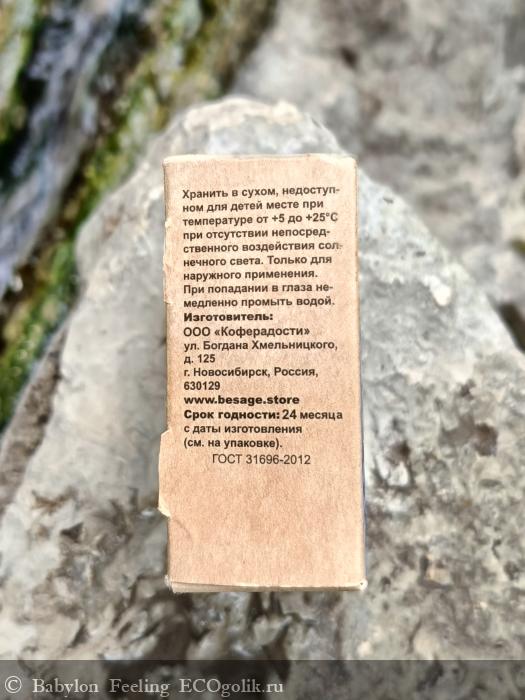 Хранить в сухом, недоступ-
ном для детей месте при
температуре от +5 до +25°С
при отсутствии непосред-
ственного воздействия сол-
нечного света. Только для
наружного применения.
При попадании в глаза не-
медленно промыть водой.
Изготовитель:
ООО «Коферадости»
ул. Богдана Хмельницкого,
д. 125
г. Новосибирск, Россия,
630129
www.besage.store
Срок годности: 24 месяца
с даты изготовления
(см. на упаковке).
ГОСТ 31696-2012
© Babylon Feeling ECOgolik.ru